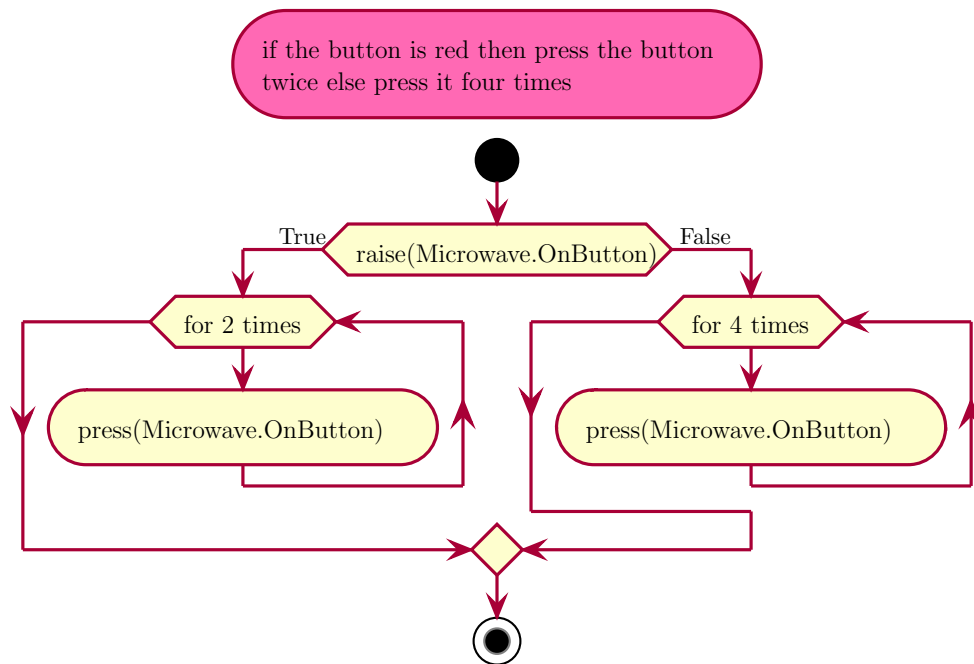 if the button is red then press the button
twice else press it four times
True
raise(Microwave.OnButton)
False
for 2 times
for 4 times
press(Microwave.OnButton)
press(Microwave.OnButton)